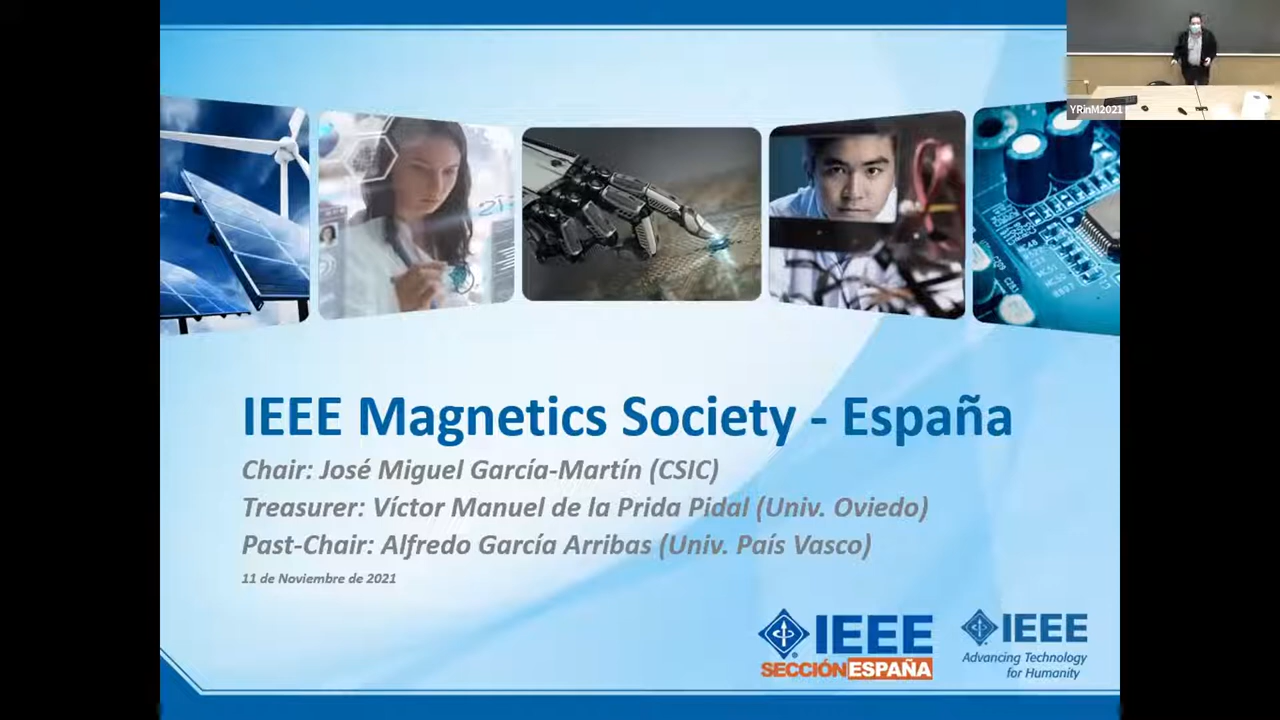 YRinM2021
IEEE Magnetics Society - España
Chair: José Miguel García-Martín (CSIC)
Treasurer: Víctor Manuel de la Prida Pidal (Univ. Oviedo)
Past-Chair: Alfredo García Arribas (Univ. País Vasco)
11 de Noviembre de 2021
IEEE
SECCIÓN ESPAÑA
IEEE
Advancing Technology
for Humanity